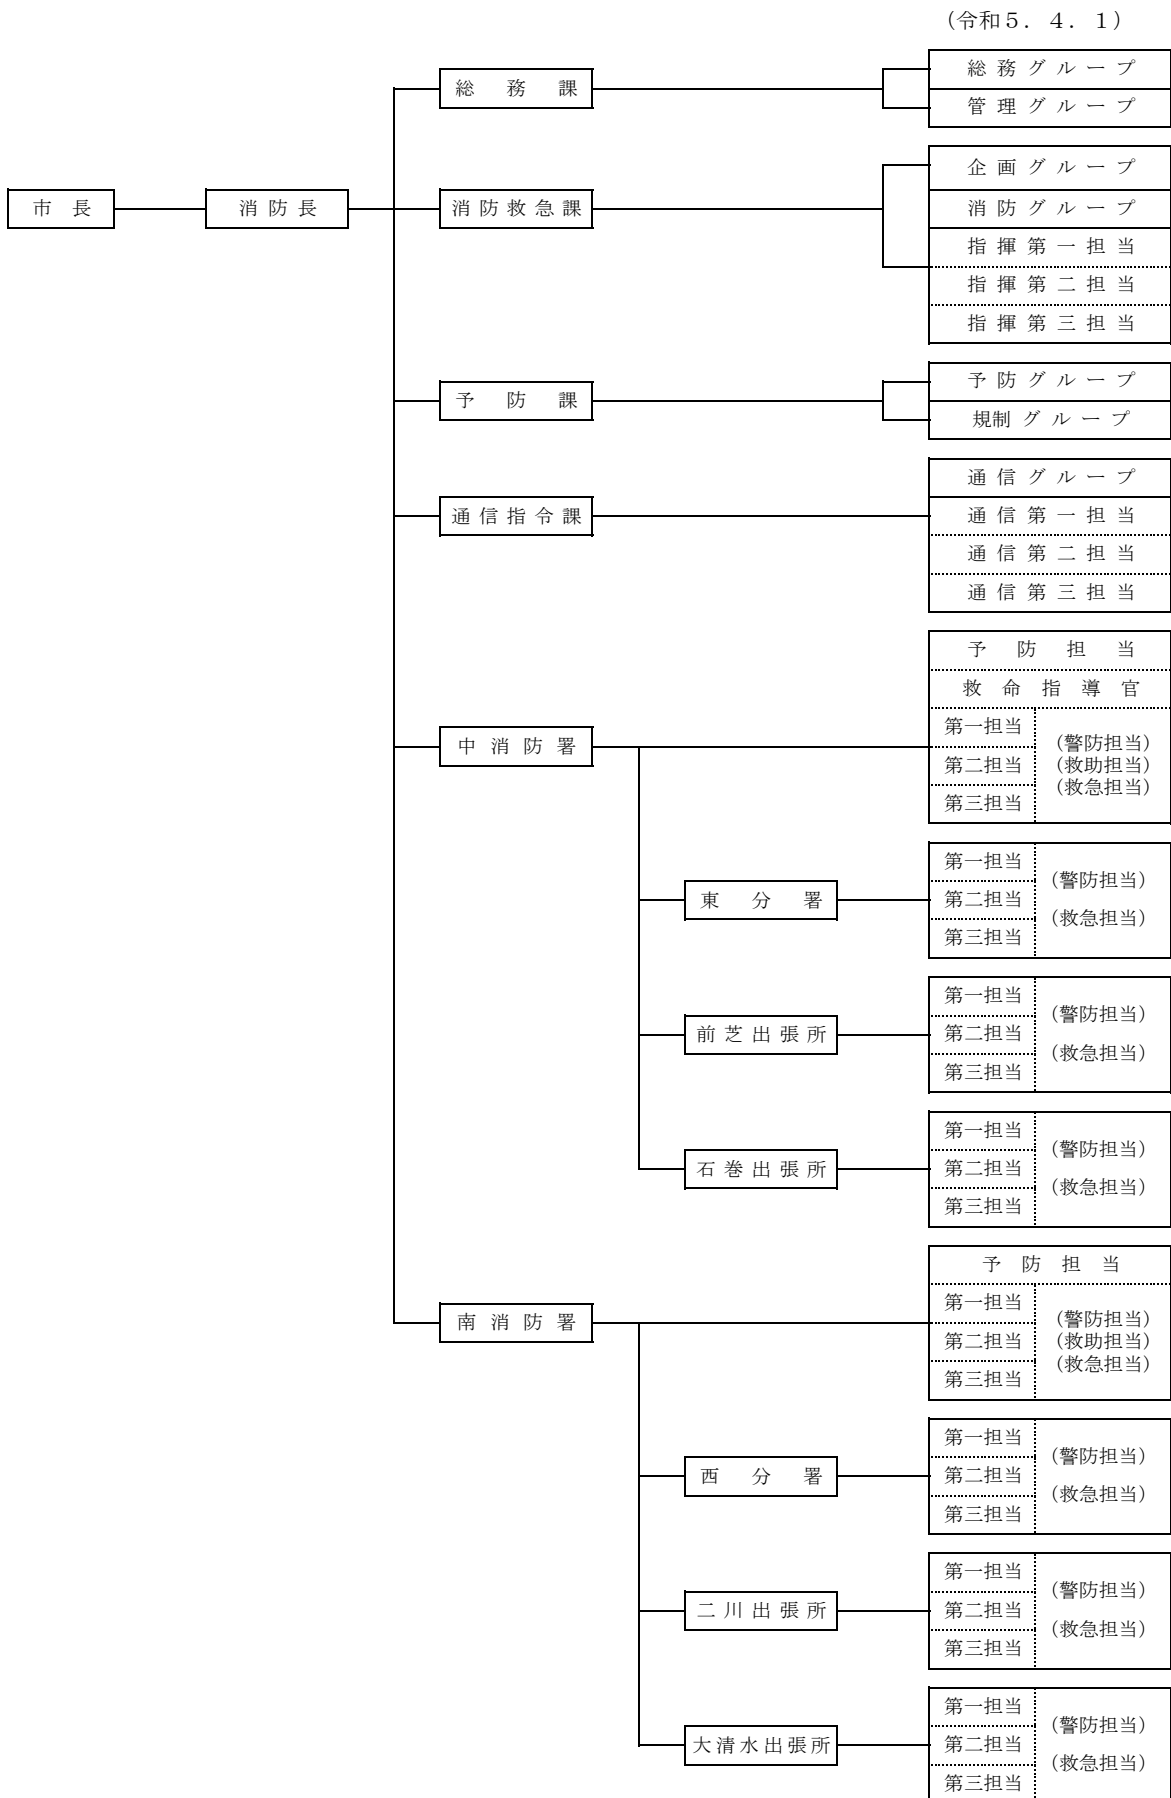 （令和５．４．１）
総務課
総務グループ
管理グループ
市長
消防長
消防救急課
企画グループ
消防グループ
指揮第一担当
指揮第二担当
指揮第三担当
予防課
予防グループ
規制グループ
通信指令課
通信グループ
通信第一担当
通信第二担当
通信第三担当
中消防署
予防担当
救命指導官
第一担当
第二担当
第三担当
（警防担当）
（救助担当）
（救急担当）
東分署
第一担当
第二担当
第三担当
（警防担当）
（救急担当）
前芝出張所
第一担当
第二担当
第三担当
（警防担当）
（救急担当）
石巻出張所
第一担当
第二担当
第三担当
（警防担当）
（救急担当）
南消防署
予防担当
第一担当
第二担当
第三担当
（警防担当）
（救助担当）
（救急担当）
西分署
第一担当
第二担当
第三担当
（警防担当）
（救急担当）
二川出張所
第一担当
第二担当
第三担当
（警防担当）
（救急担当）
大清水出張所
第一担当
第二担当
第三担当
（警防担当）
（救急担当）